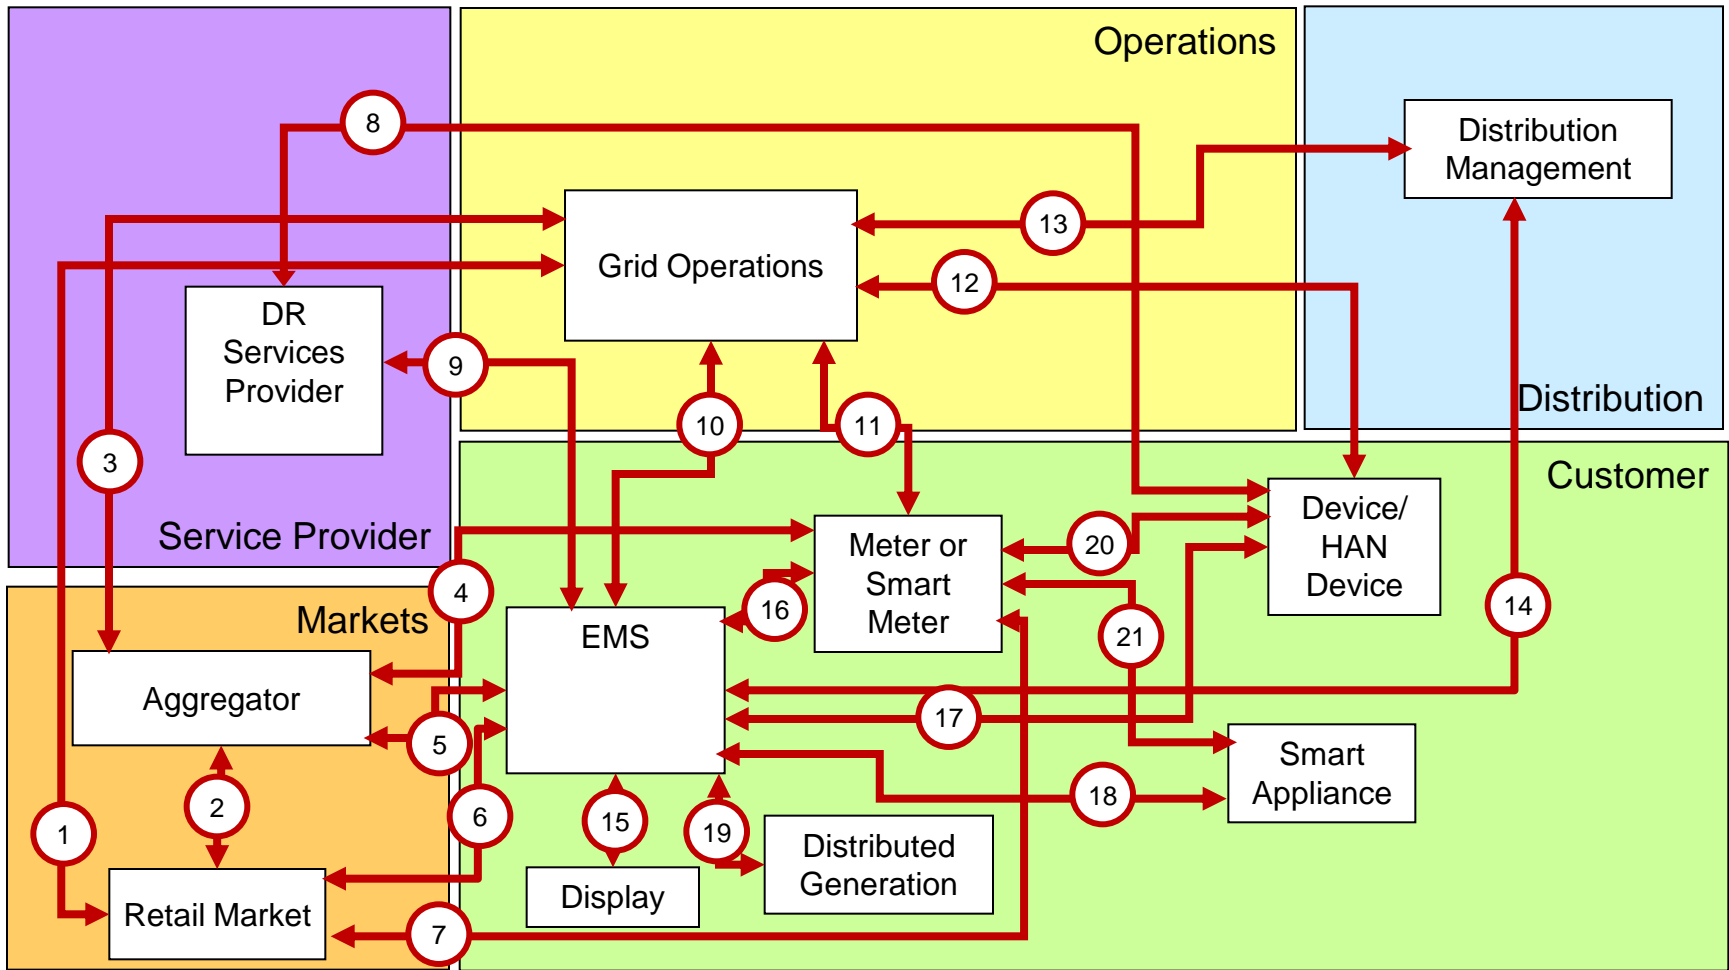 Operations
8
Distribution
Management
13
Grid Operations
12
DR
Services
Provider
9
Distribution
10
11
3
Customer
Service Provider
Device/
HAN
Device
Meter or
Smart
Meter
20
4
16
14
Markets
EMS
21
Aggregator
5
17
Smart
Appliance
2
6
15
19
18
1
Distributed
Generation
Display
Retail Market
7